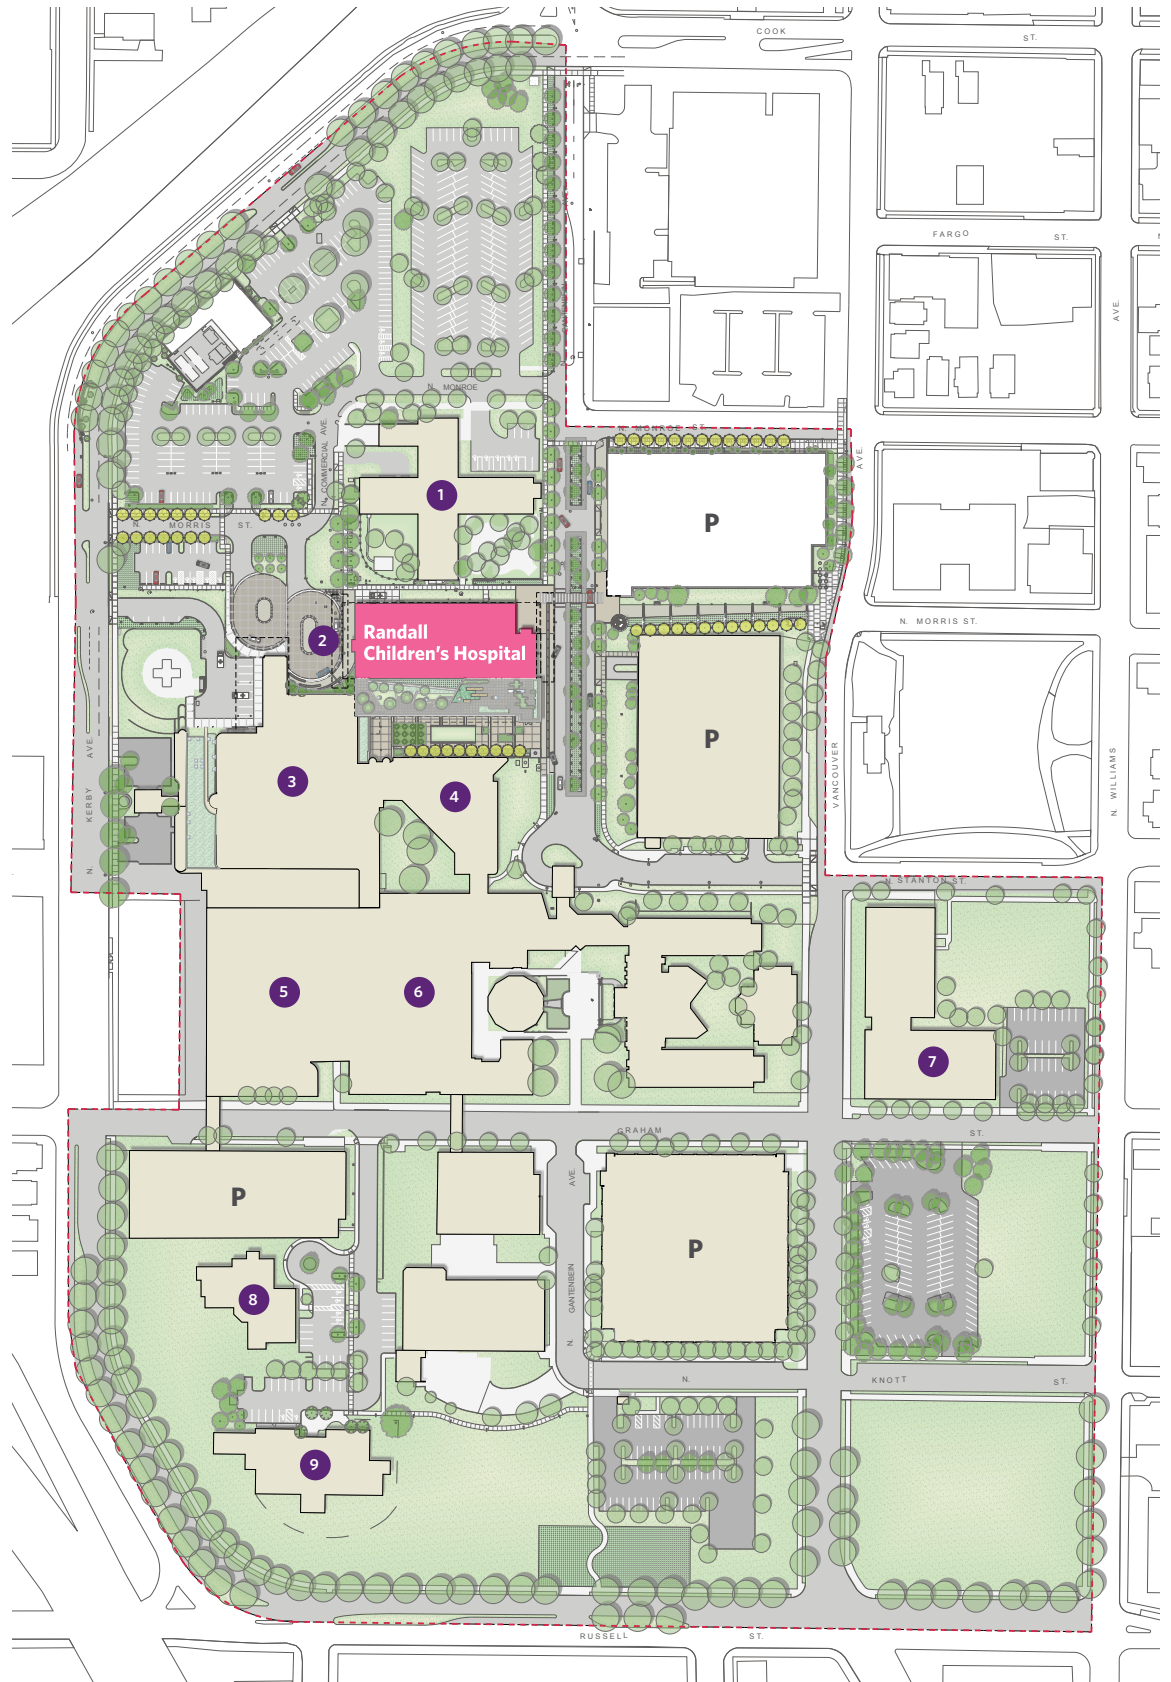 COOK
ST.
FARGO
ST.
AVE.
N. MONROE
N. MONROE ST.
AVE.
N. COMMERCIAL AVE.
1
P
N. MORRIS ST.
N. MORRIS ST.
2
Randall
Children's Hospital
P
N. KERBY AVE.
3
4
VANCOUVER
N. WILLIAMS
N. STANTON ST.
5
6
7
GRAHAM
ST.
P
N. GANTENBEIN AVE.
P
8
N.
KNOTT
ST.
9
RUSSELL
ST.